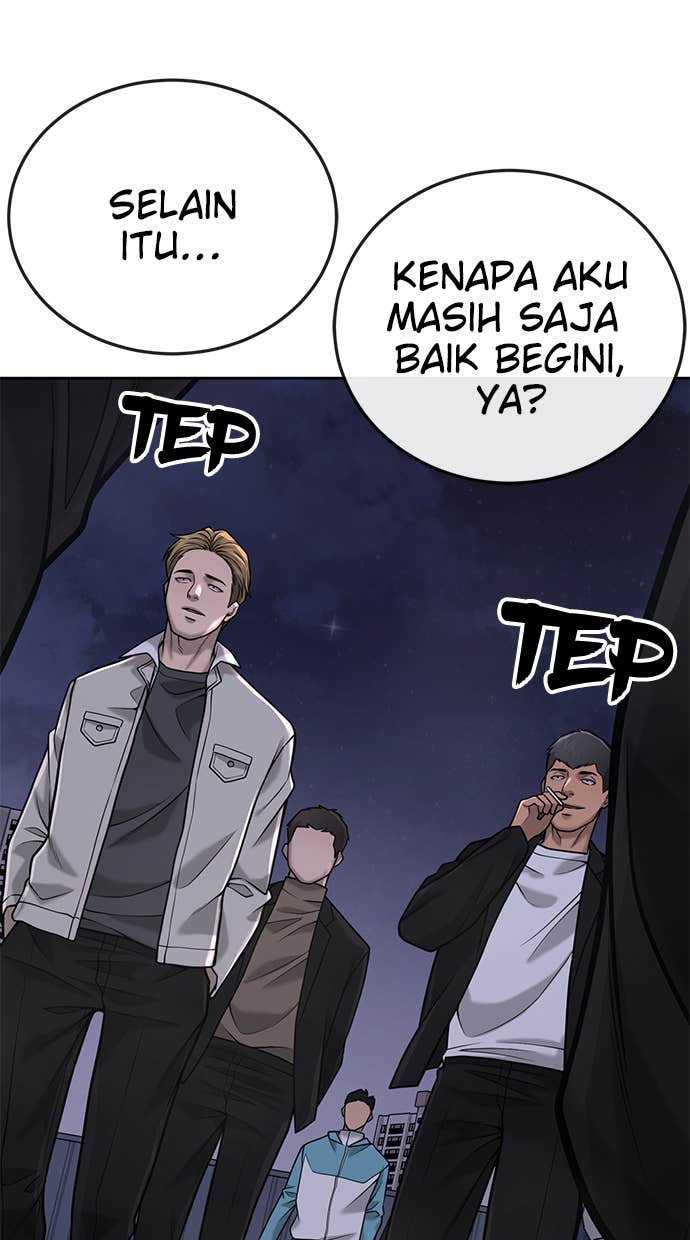 SELAIN
ITU...
KENAPA AKU
MASIH SAJA
BAIK BEGINI,
YA?
TEP
TEP